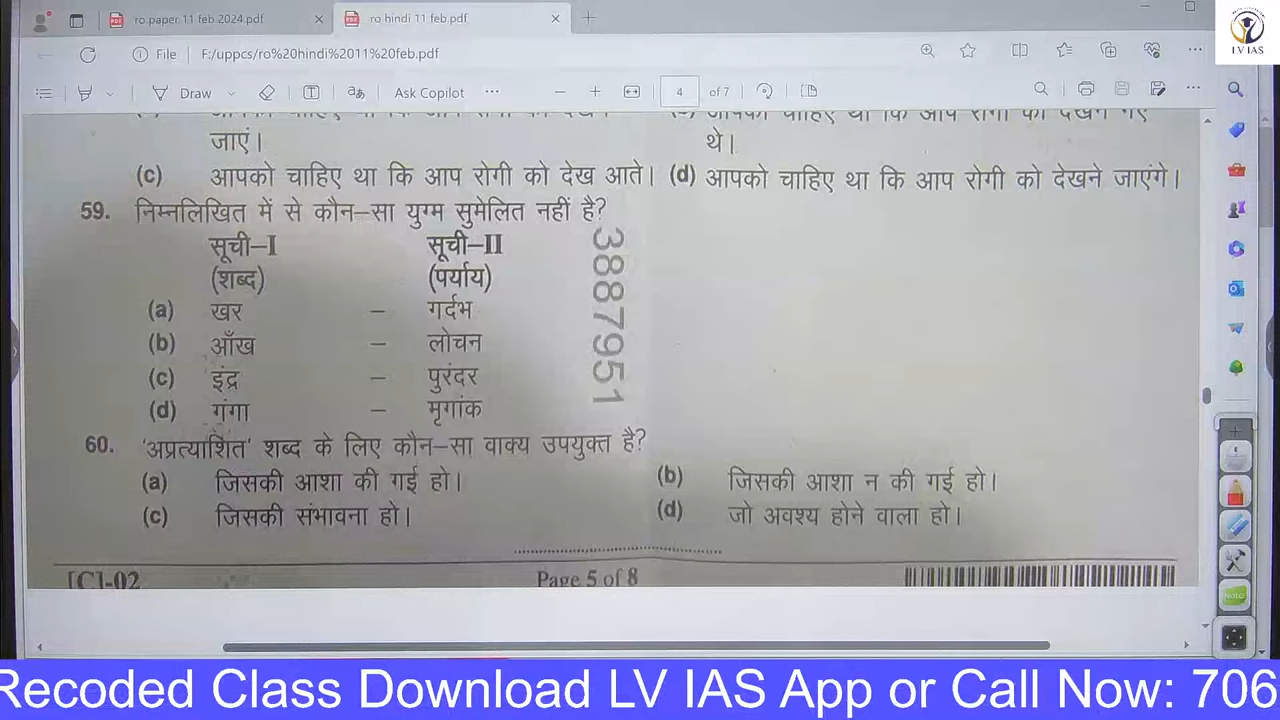 ro paper 11 feb 2024.pdf
ro hindi 11 feb.pdf
LV IAS
File F:/uppcs/ro%20hindi%2011%20feb.pdf
Draw Ask Copilot 4 of 7
जाएं।
थे।
(c) आपको चाहिए था कि आप रोगी को देख आते। (d) आपको चाहिए था कि आप रोगी को देखने जाएंगे।
59. निम्नलिखित में से कौन-सा युग्म सुमेलित नहीं है?
सूची-I सूची-II
(शब्द) (पर्याय)
(a) खर – गर्दभ
(b) आँख – लोचन
(c) इंद्र – पुरंदर
(d) गंगा – मृगांक
3887951
60. 'अप्रत्याशित' शब्द के लिए कौन-सा वाक्य उपयुक्त है?
(a) जिसकी आशा की गई हो। (b) जिसकी आशा न की गई हो।
(c) जिसकी संभावना हो। (d) जो अवश्य होने वाला हो।
[C]-02 Page 5 of 8
Recoded Class Download LV IAS App or Call Now: 706